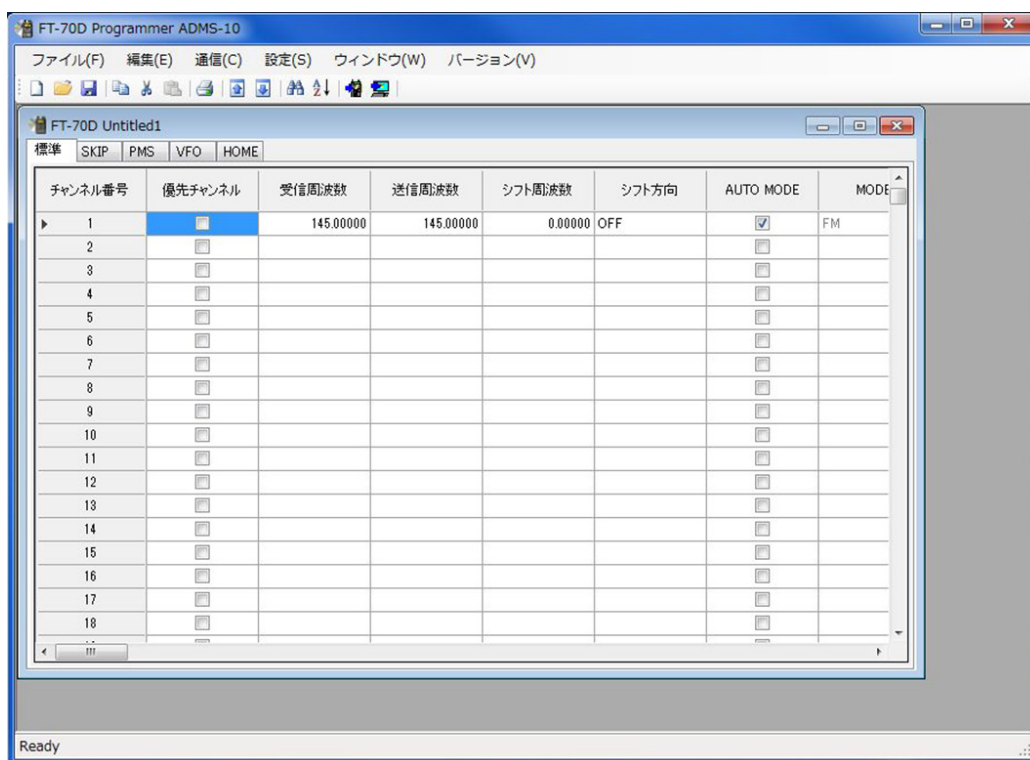 FT-70D Programmer ADMS-10
ファイル(F) 編集(E) 通信(C) 設定(S) ウィンドウ(W) バージョン(V)
FT-70D Untitled1
標準 SKIP PMS VFO HOME
チャンネル番号 優先チャンネル 受信周波数 送信周波数 シフト周波数 シフト方向 AUTO MODE MODE
1 145.00000 145.00000 0.00000 OFF FM
2
3
4
5
6
7
8
9
10
11
12
13
14
15
16
17
18
Ready